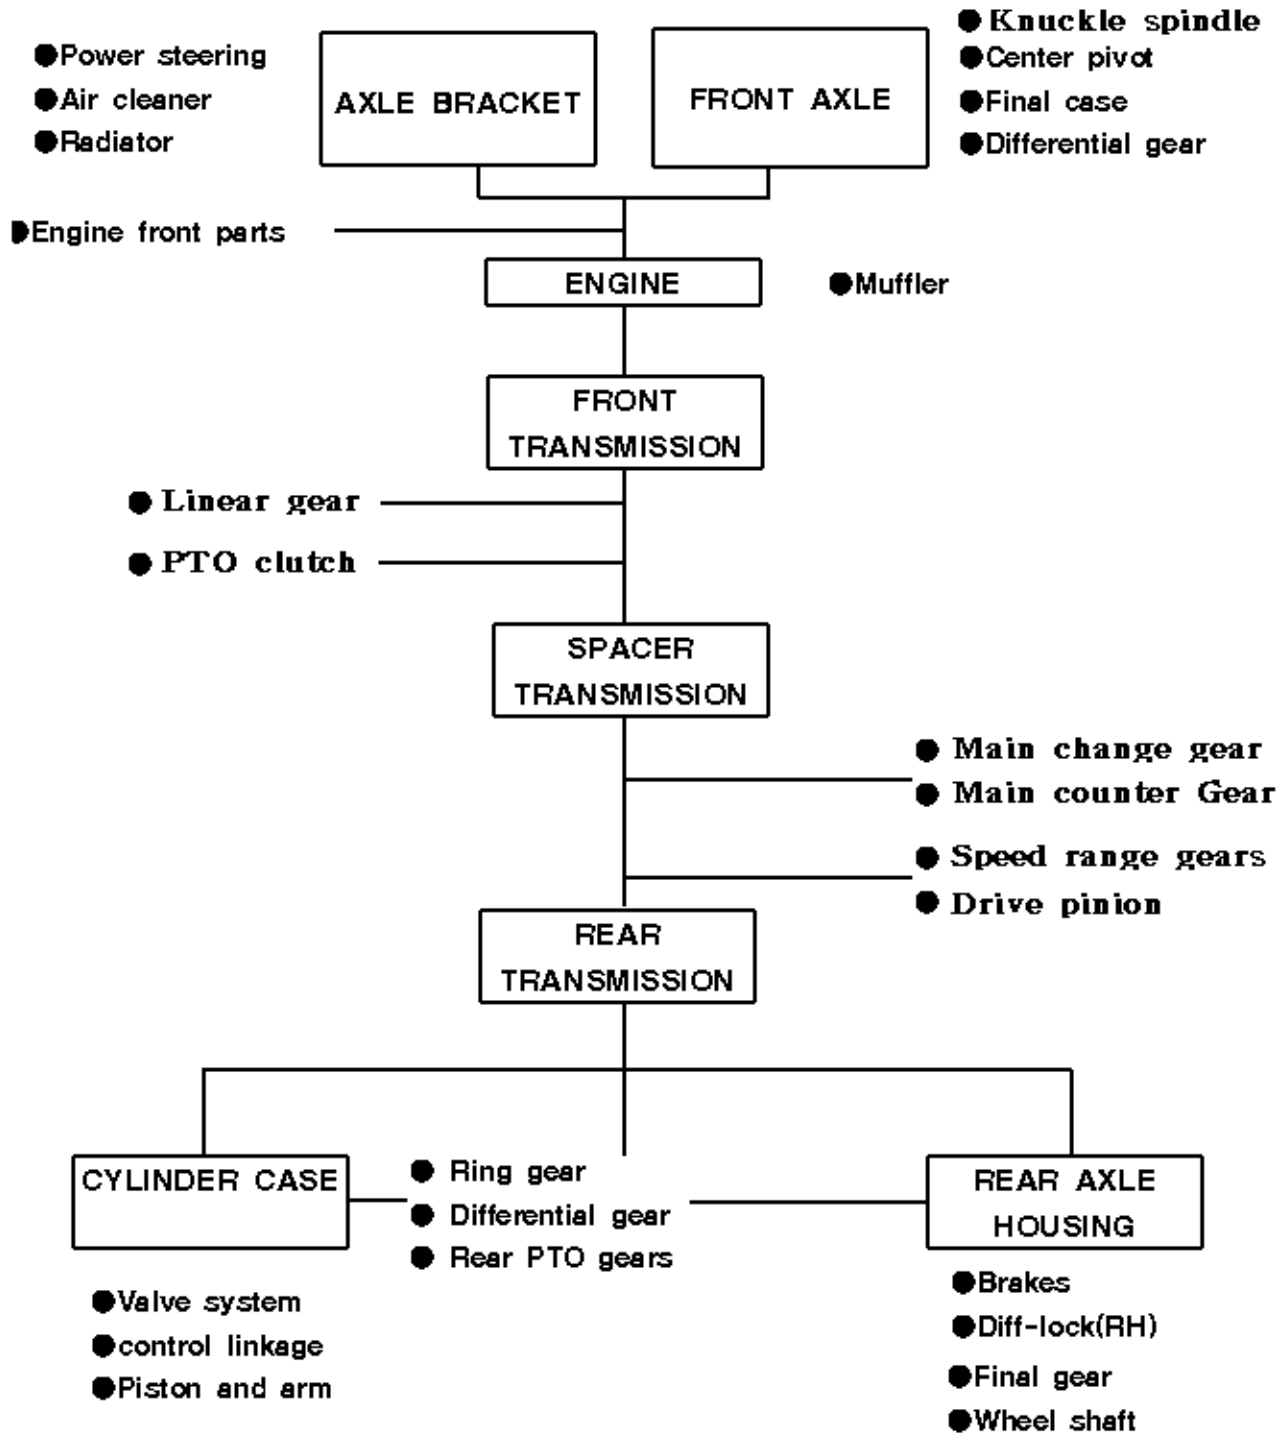 ●Power steering
●Air cleaner
●Radiator
AXLE BRACKET
FRONT AXLE
● Knuckle spindle
●Center pivot
●Final case
●Differential gear
●Engine front parts
ENGINE
●Muffler
FRONT
TRANSMISSION
● Linear gear
● PTO clutch
SPACER
TRANSMISSION
● Main change gear
● Main counter Gear
● Speed range gears
● Drive pinion
REAR
TRANSMISSION
CYLINDER CASE
● Ring gear
● Differential gear
● Rear PTO gears
REAR AXLE
HOUSING
●Valve system
●control linkage
●Piston and arm
●Brakes
●Diff-lock(RH)
●Final gear
●Wheel shaft